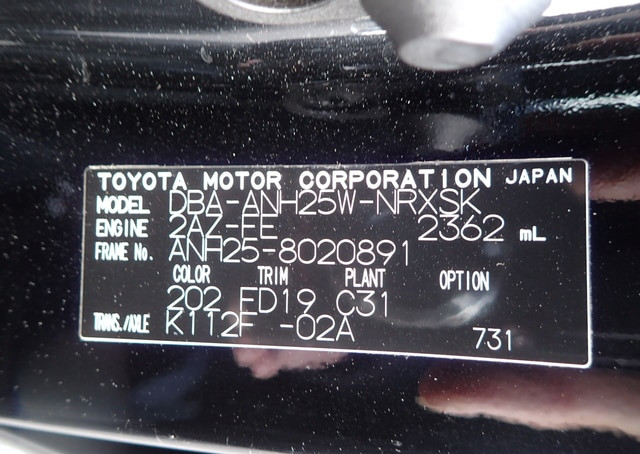 TOYOTA MOTOR CORPORATION JAPAN
MODEL DBA-ANH25W-NRXSK
ENGINE 2AZ-FE 2362 mL
FRAME No. ANH25-8020891
COLOR TRIM PLANT OPTION
202 FD19 C31
TRANS./AXLE K112F -02A 731